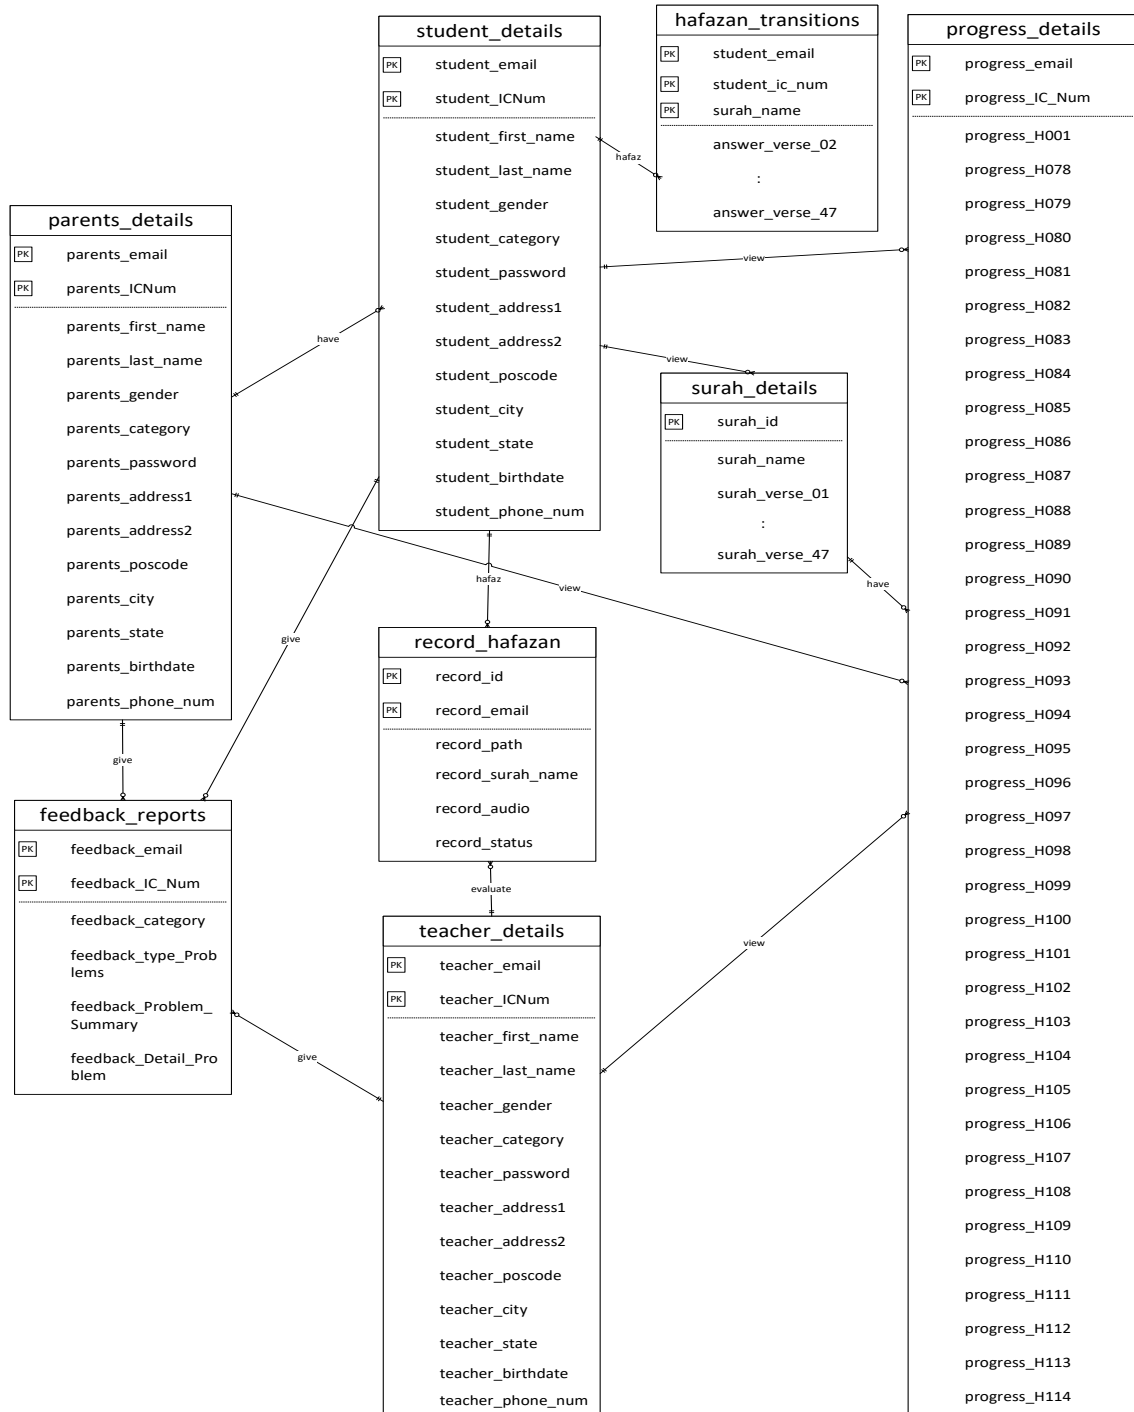 student_details
PK student_email
PK student_ICNum
student_first_name
student_last_name
student_gender
student_category
student_password
student_address1
student_address2
student_poscode
student_city
student_state
student_birthdate
student_phone_num
hafazan_transitions
PK student_email
PK student_ic_num
PK surah_name
answer_verse_02
:
answer_verse_47
progress_details
PK progress_email
PK progress_IC_Num
progress_H001
progress_H078
progress_H079
progress_H080
progress_H081
progress_H082
progress_H083
progress_H084
progress_H085
progress_H086
progress_H087
progress_H088
progress_H089
progress_H090
progress_H091
progress_H092
progress_H093
progress_H094
progress_H095
progress_H096
progress_H097
progress_H098
progress_H099
progress_H100
progress_H101
progress_H102
progress_H103
progress_H104
progress_H105
progress_H106
progress_H107
progress_H108
progress_H109
progress_H110
progress_H111
progress_H112
progress_H113
progress_H114
parents_details
PK parents_email
PK parents_ICNum
parents_first_name
parents_last_name
parents_gender
parents_category
parents_password
parents_address1
parents_address2
parents_poscode
parents_city
parents_state
parents_birthdate
parents_phone_num
surah_details
PK surah_id
surah_name
surah_verse_01
:
surah_verse_47
record_hafazan
PK record_id
PK record_email
record_path
record_surah_name
record_audio
record_status
feedback_reports
PK feedback_email
PK feedback_IC_Num
feedback_category
feedback_type_Prob
lems
feedback_Problem_
Summary
feedback_Detail_Pro
blem
teacher_details
PK teacher_email
PK teacher_ICNum
teacher_first_name
teacher_last_name
teacher_gender
teacher_category
teacher_password
teacher_address1
teacher_address2
teacher_poscode
teacher_city
teacher_state
teacher_birthdate
teacher_phone_num
hafaz
view
have
view
hafaz
view
have
give
give
evaluate
view
give